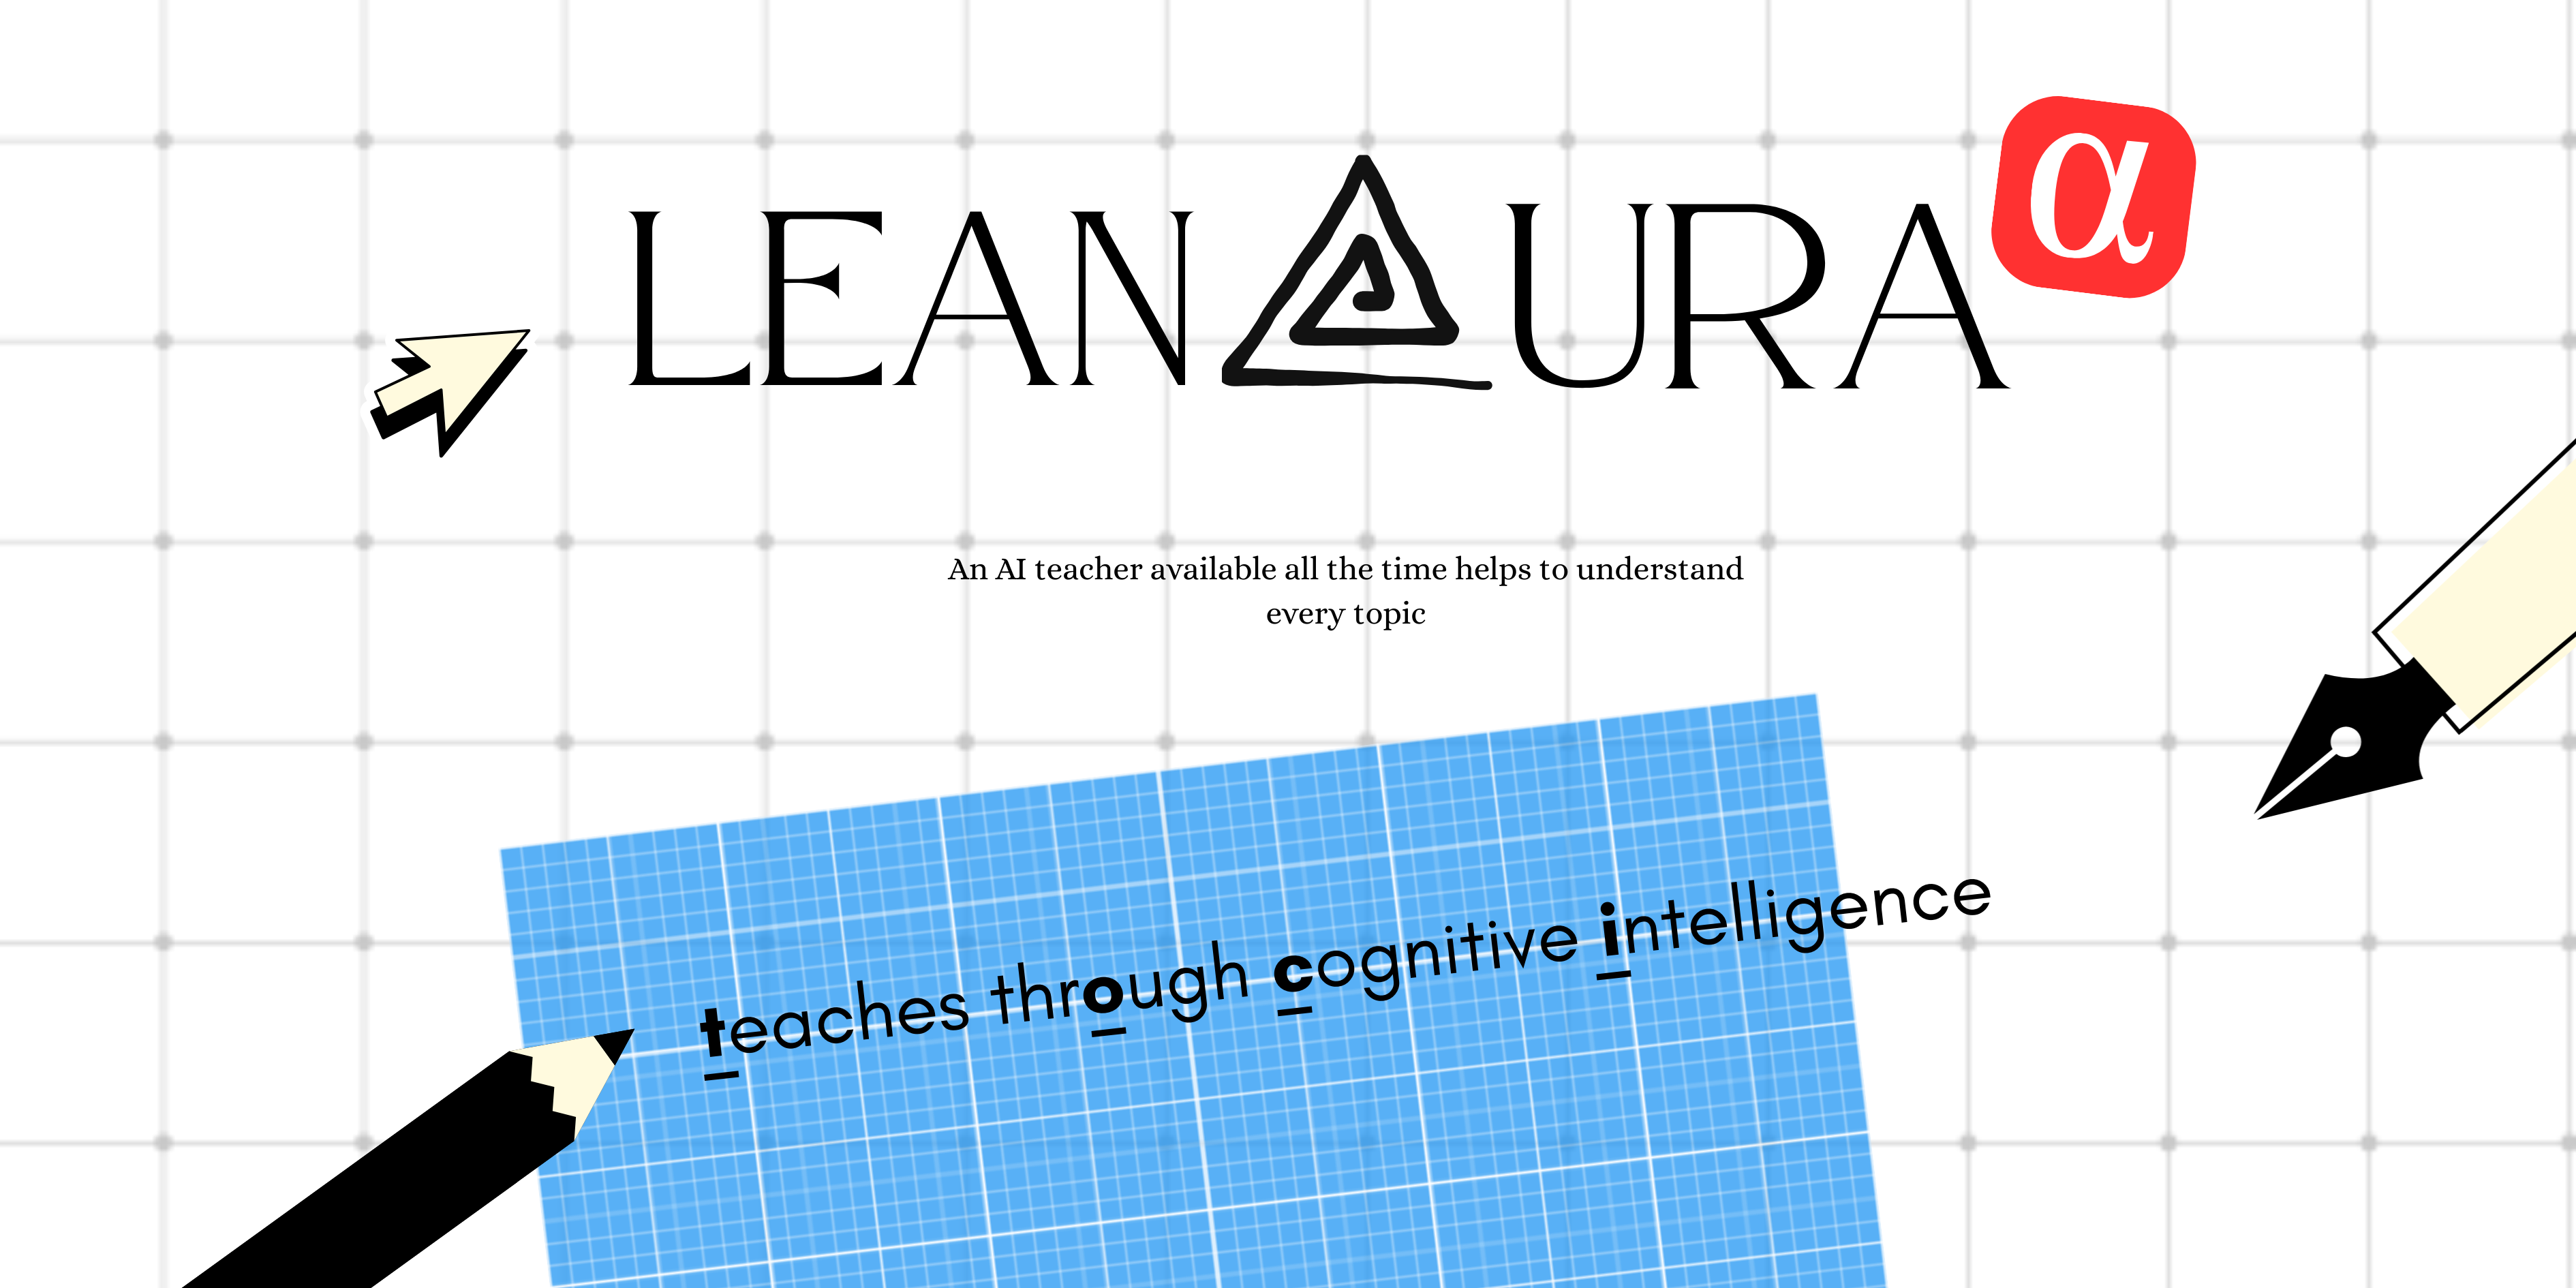 LEANAURA α
An AI teacher available all the time helps to understand
every topic
teaches through cognitive intelligence